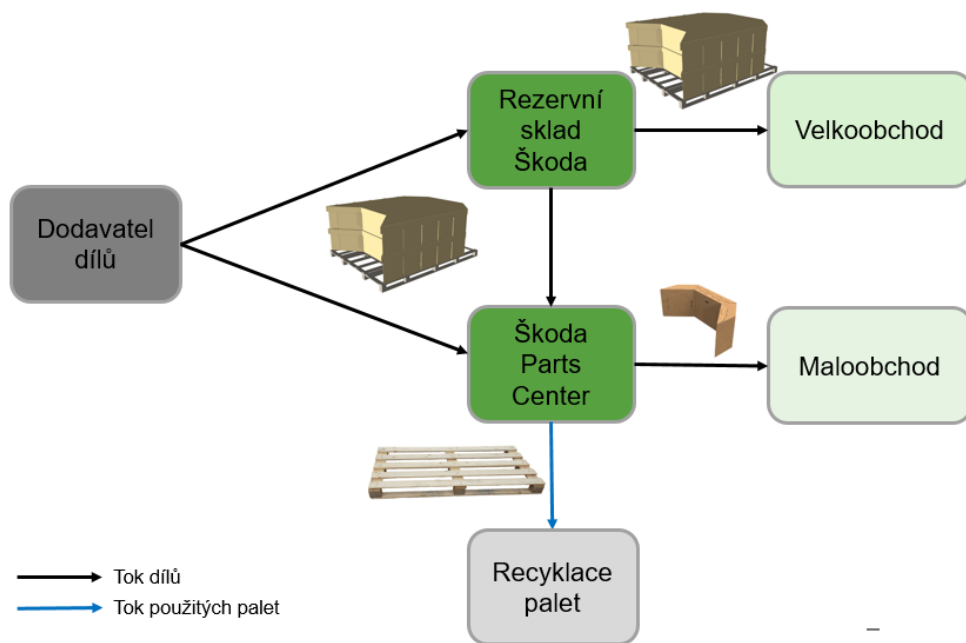 Rezervní
sklad
Škoda
Velkoobchod
Dodavatel
dílů
Škoda
Parts
Center
Maloobchod
Recyklace
palet
Tok dílů
Tok použitých palet